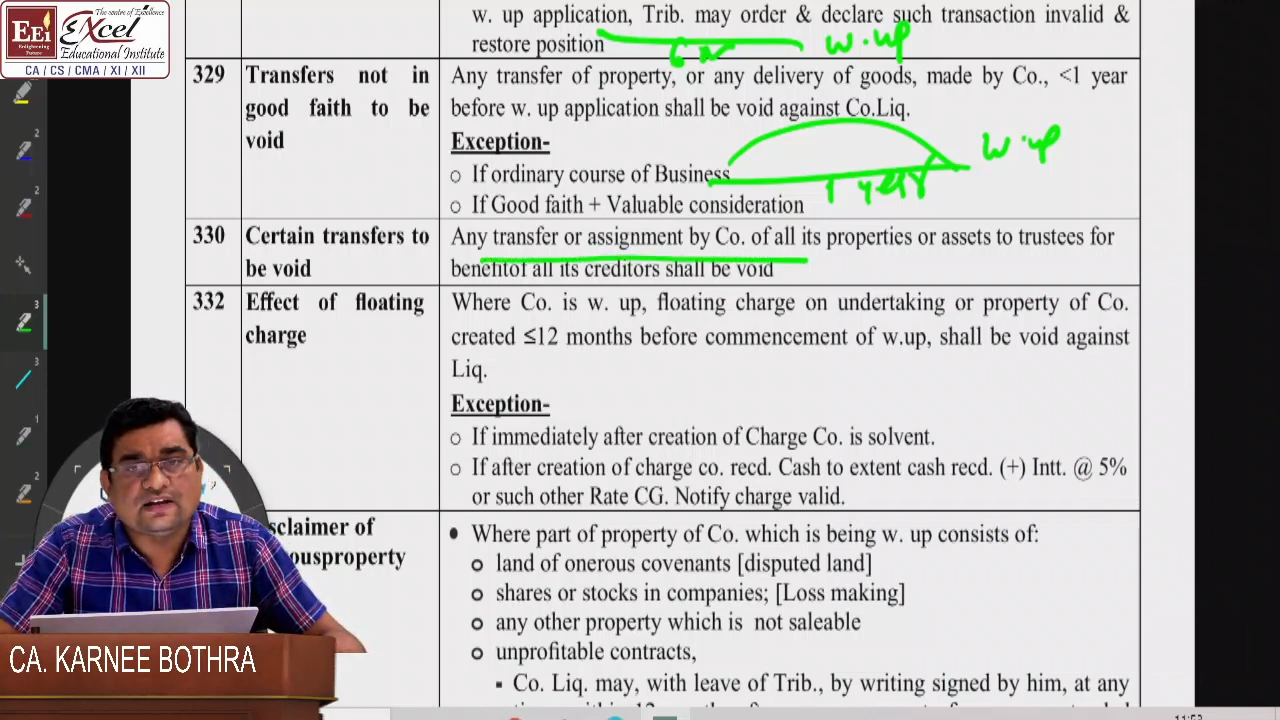 The centre of Excellence
EEi
Enlightening
Future
Excel
Educational Institute
CA / CS / CMA / XI / XII
w. up application, Trib. may order & declare such transaction invalid &
restore position
w.up
329
Transfers not in
good faith to be
void
Any transfer of property, or any delivery of goods, made by Co., <1 year
before w. up application shall be void against Co.Liq.
Exception-
o If ordinary course of Business
o If Good faith + Valuable consideration
w.up
1 year
330
Certain transfers to
be void
Any transfer or assignment by Co. of all its properties or assets to trustees for
benefitof all its creditors shall be void
332
Effect of floating
charge
Where Co. is w. up, floating charge on undertaking or property of Co.
created ≤12 months before commencement of w.up, shall be void against
Liq.
Exception-
o If immediately after creation of Charge Co. is solvent.
o If after creation of charge co. recd. Cash to extent cash recd. (+) Intt. @ 5%
or such other Rate CG. Notify charge valid.
sclaimer of
ousproperty
• Where part of property of Co. which is being w. up consists of:
o land of onerous covenants [disputed land]
o shares or stocks in companies; [Loss making]
o any other property which is not saleable
o unprofitable contracts,
▪ Co. Liq. may, with leave of Trib., by writing signed by him, at any
CA. KARNEE BOTHRA